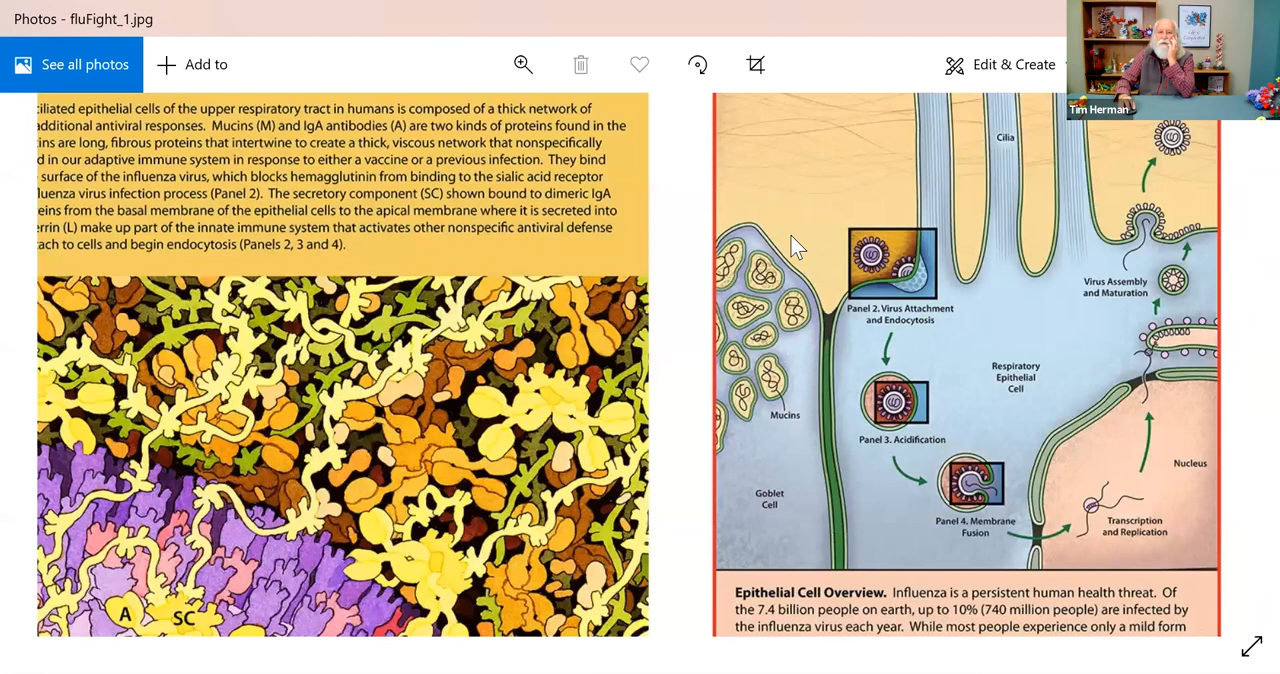 Photos - fluFight_1.jpg
See all photos
Add to
Edit & Create
Tim Herman
ciliated epithelial cells of the upper respiratory tract in humans is composed of a thick network of
additional antiviral responses. Mucins (M) and IgA antibodies (A) are two kinds of proteins found in the
are long, fibrous proteins that intertwine to create a thick, viscous network that nonspecifically
in our adaptive immune system in response to either a vaccine or a previous infection. They bind
surface of the influenza virus, which blocks hemagglutinin from binding to the sialic acid receptor
virus infection process (Panel 2). The secretory component (SC) shown bound to dimeric IgA
from the basal membrane of the epithelial cells to the apical membrane where it is secreted into
(L) make up part of the innate immune system that activates other nonspecific antiviral defense
to cells and begin endocytosis (Panels 2, 3 and 4).
A
SC
Cilia
Panel 2. Virus Attachment
and Endocytosis
Virus Assembly
and Maturation
Respiratory
Epithelial
Cell
Mucins
Panel 3. Acidification
Nucleus
Goblet
Cell
Panel 4. Membrane
Fusion
Transcription
and Replication
Epithelial Cell Overview. Influenza is a persistent human health threat. Of
the 7.4 billion people on earth, up to 10% (740 million people) are infected by
the influenza virus each year. While most people experience only a mild form